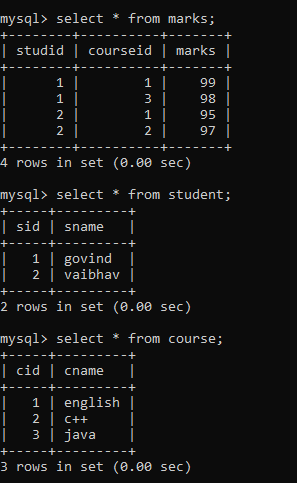 mysql> select * from marks;
+--------+----------+-------+
| studid | courseid | marks |
+--------+----------+-------+
|      1 |        1 |    99 |
|      1 |        3 |    98 |
|      2 |        1 |    95 |
|      2 |        2 |    97 |
+--------+----------+-------+
4 rows in set (0.00 sec)

mysql> select * from student;
+-----+---------+
| sid | sname   |
+-----+---------+
|   1 | govind  |
|   2 | vaibhav |
+-----+---------+
2 rows in set (0.00 sec)

mysql> select * from course;
+-----+---------+
| cid | cname   |
+-----+---------+
|   1 | english |
|   2 | c++     |
|   3 | java    |
+-----+---------+
3 rows in set (0.00 sec)